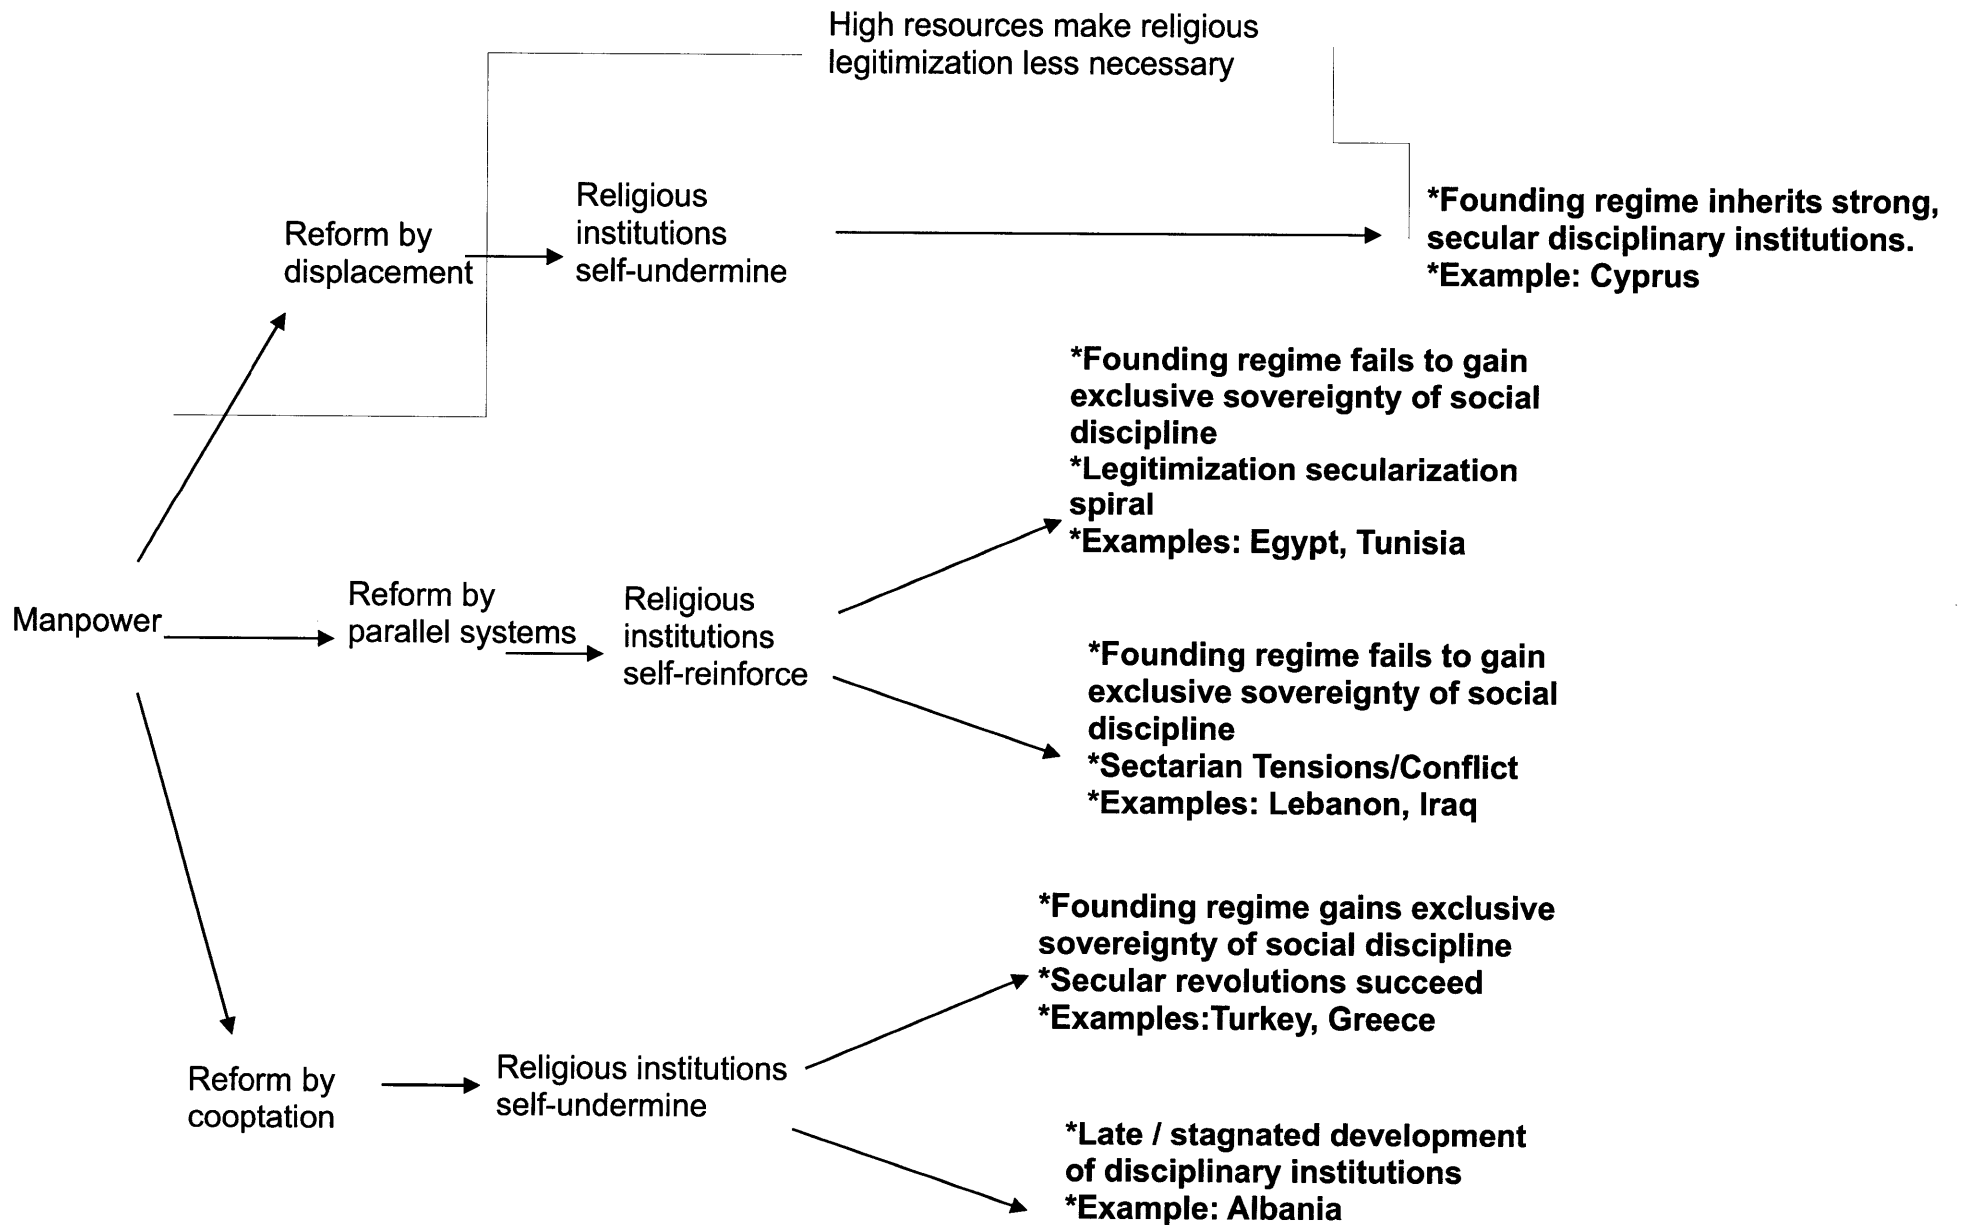 High resources make religious
legitimization less necessary
Religious
institutions
self-undermine
Reform by
displacement
*Founding regime inherits strong,
secular disciplinary institutions.
*Example: Cyprus
*Founding regime fails to gain
exclusive sovereignty of social
discipline
*Legitimization secularization
spiral
*Examples: Egypt, Tunisia
Manpower
Reform by
parallel systems
Religious
institutions
self-reinforce
*Founding regime fails to gain
exclusive sovereignty of social
discipline
*Sectarian Tensions/Conflict
*Examples: Lebanon, Iraq
*Founding regime gains exclusive
sovereignty of social discipline
*Secular revolutions succeed
*Examples:Turkey, Greece
Reform by
cooptation
Religious institutions
self-undermine
*Late / stagnated development
of disciplinary institutions
*Example: Albania